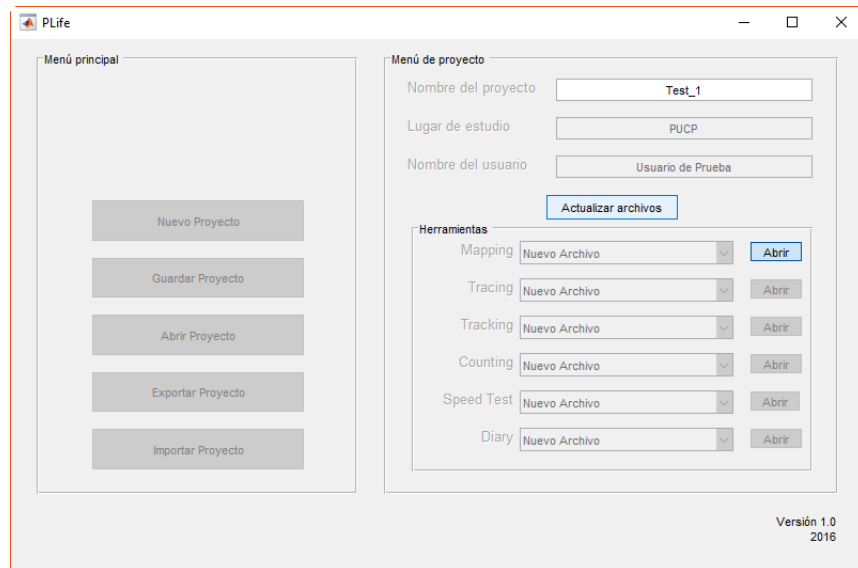 PLife
Menú principal
Nuevo Proyecto
Guardar Proyecto
Abrir Proyecto
Exportar Proyecto
Importar Proyecto
Menú de proyecto
Nombre del proyecto Test_1
Lugar de estudio PUCP
Nombre del usuario Usuario de Prueba
Actualizar archivos
Herramientas
Mapping Nuevo Archivo Abrir
Tracing Nuevo Archivo Abrir
Tracking Nuevo Archivo Abrir
Counting Nuevo Archivo Abrir
Speed Test Nuevo Archivo Abrir
Diary Nuevo Archivo Abrir
Versión 1.0
2016